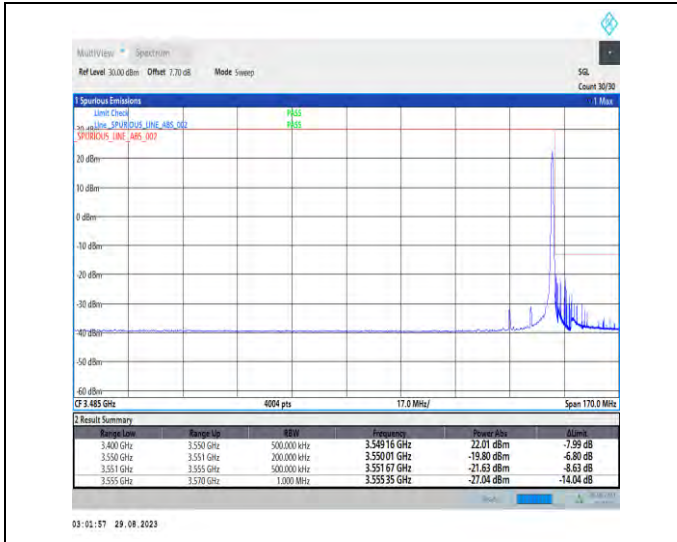 MultiView Spectrum
Ref Level 30.00 dBm Offset 7.70 dB Mode Sweep SGL
Count 30/30
1 Spurious Emissions 1 Max
Limit Check PASS
Line _SPURIOUS_LINE_ABS_002 PASS
_SPURIOUS_LINE_ABS_002
20 dBm
10 dBm
0 dBm
-10 dBm
-20 dBm
-30 dBm
-40 dBm
-50 dBm
-60 dBm
CF 3.485 GHz 4004 pts 17.0 MHz/ Span 170.0 MHz
2 Result Summary
Range Low Range Up RBW Frequency Power Abs ΔLimit
3.400 GHz 3.550 GHz 500.000 kHz 3.549 16 GHz 22.01 dBm -7.99 dB
3.550 GHz 3.551 GHz 200.000 kHz 3.550 01 GHz -19.80 dBm -6.80 dB
3.551 GHz 3.555 GHz 500.000 kHz 3.551 67 GHz -21.63 dBm -8.63 dB
3.555 GHz 3.570 GHz 1.000 MHz 3.555 35 GHz -27.04 dBm -14.04 dB
03:01:57 29.08.2023